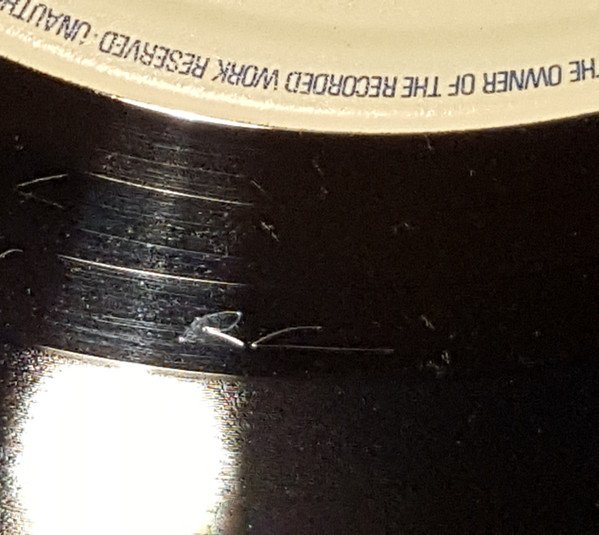 THE OWNER OF THE RECORDED WORK RESERVED. UNAUTH